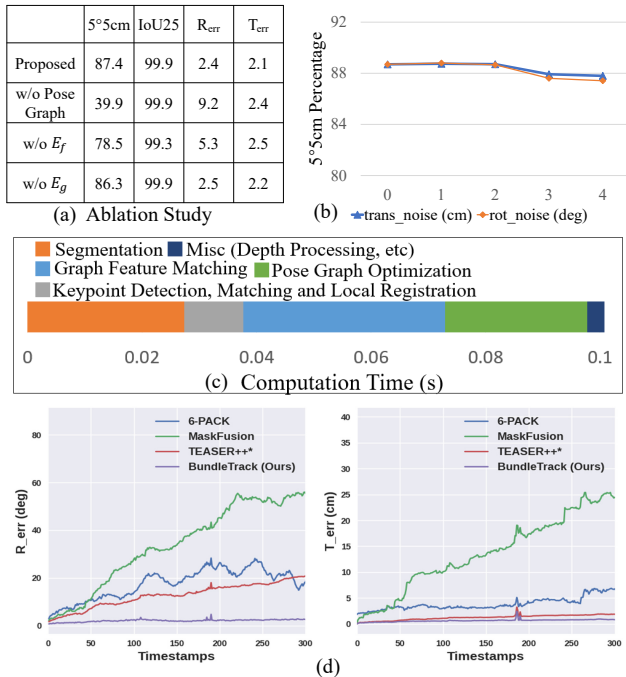 5°5cm IoU25 R_err T_err
Proposed 87.4 99.9 2.4 2.1
w/o Pose Graph 39.9 99.9 9.2 2.4
w/o E_f 78.5 99.3 5.3 2.5
w/o E_g 86.3 99.9 2.5 2.2
(a) Ablation Study
5°5cm Percentage
92
88
84
80
0 1 2 3 4
(b) trans_noise (cm) rot_noise (deg)
Segmentation Misc (Depth Processing, etc)
Graph Feature Matching Pose Graph Optimization
Keypoint Detection, Matching and Local Registration
0 0.02 0.04 0.06 0.08 0.1
(c) Computation Time (s)
R_err (deg)
80
60
40
20
0
6-PACK
MaskFusion
TEASER++*
BundleTrack (Ours)
0 50 100 150 200 250 300
Timestamps
T_err (cm)
40
35
30
25
20
15
10
5
0
6-PACK
MaskFusion
TEASER++*
BundleTrack (Ours)
0 50 100 150 200 250 300
Timestamps
(d)